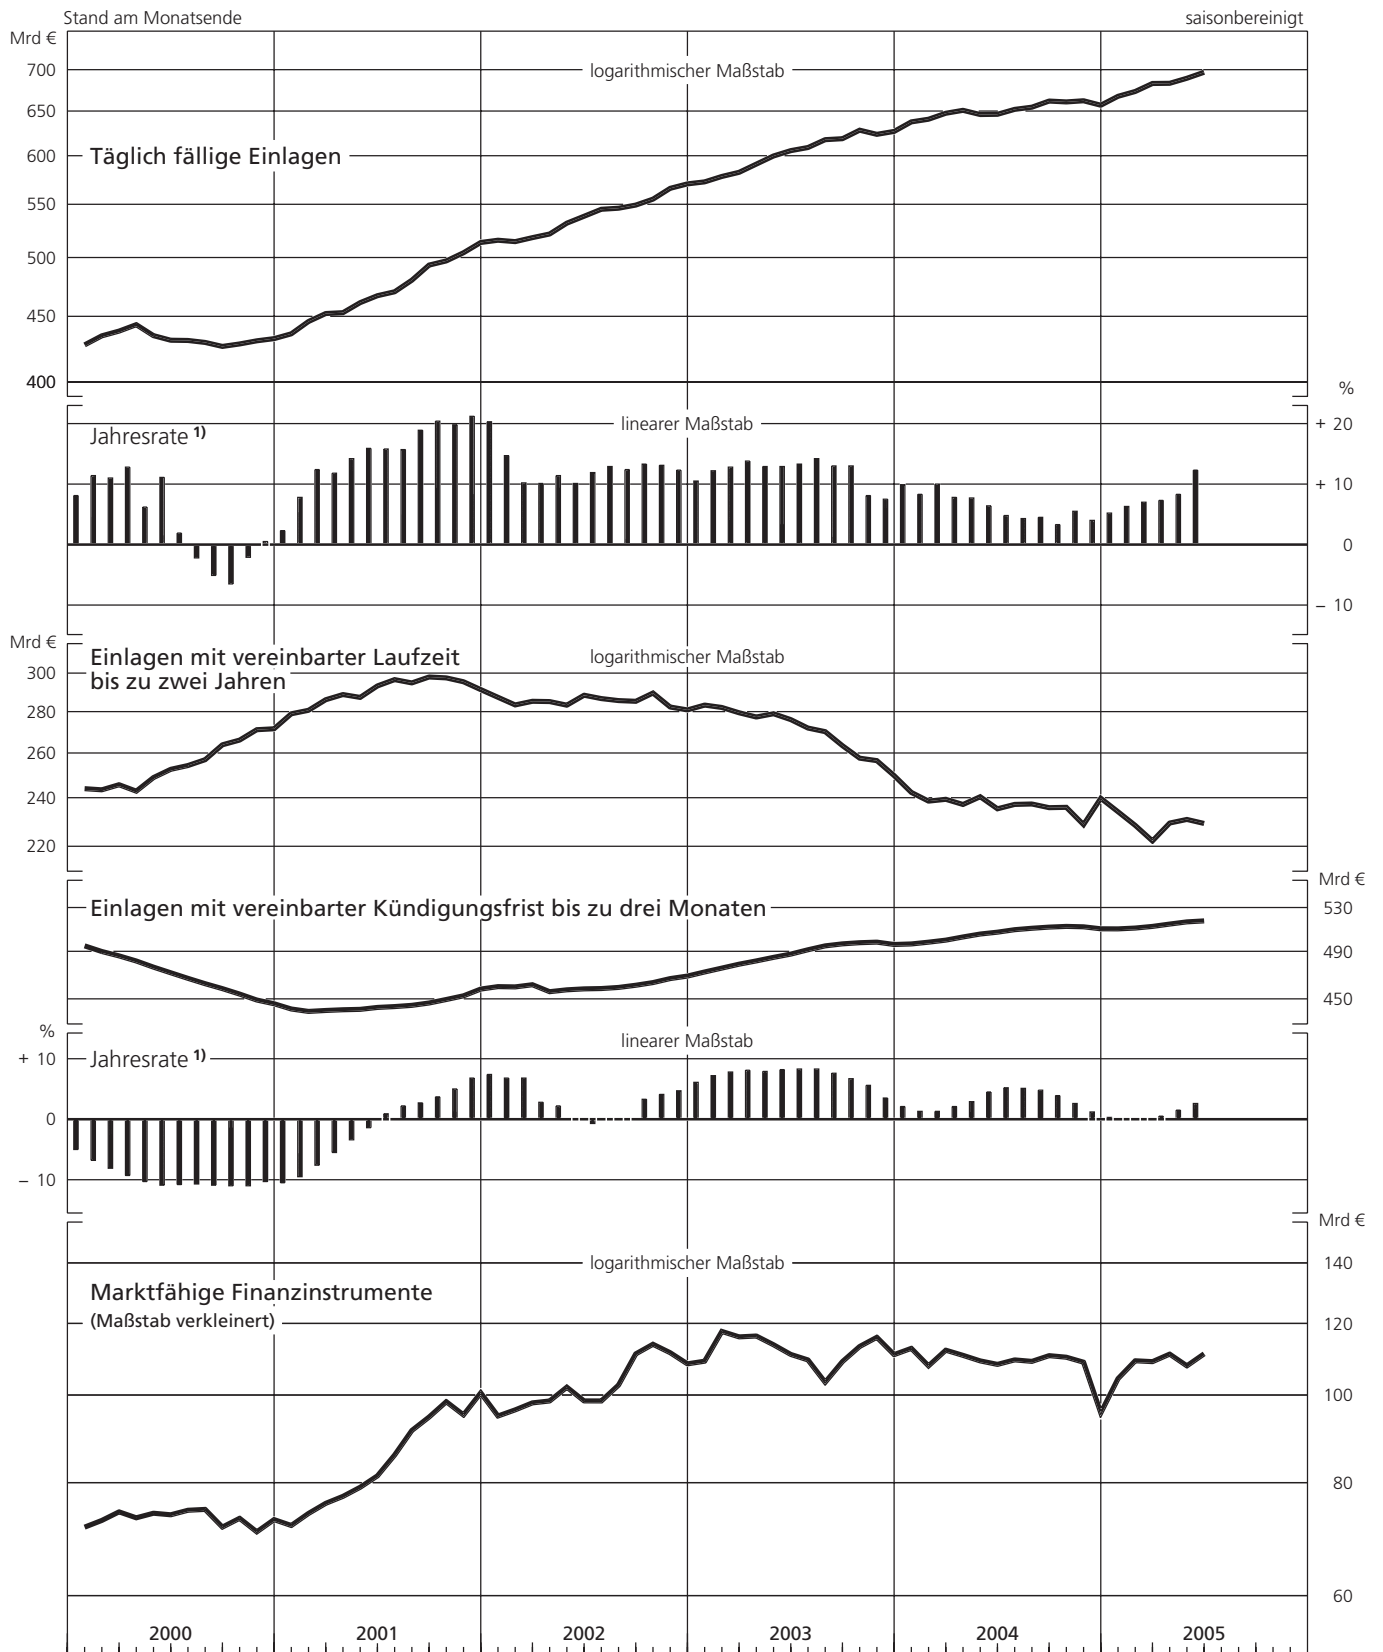 Stand am Monatsende
saisonbereinigt
Mrd €
700
logarithmischer Maßstab
650
600
Täglich fällige Einlagen
550
500
450
400
%
Jahresrate 1)
linearer Maßstab
+ 20
+ 10
0
– 10
Mrd €
Einlagen mit vereinbarter Laufzeit
bis zu zwei Jahren
logarithmischer Maßstab
300
280
260
240
220
Mrd €
Einlagen mit vereinbarter Kündigungsfrist bis zu drei Monaten
530
490
450
%
linearer Maßstab
+ 10
Jahresrate 1)
0
– 10
Mrd €
logarithmischer Maßstab
140
Marktfähige Finanzinstrumente
(Maßstab verkleinert)
120
100
80
60
2000 2001 2002 2003 2004 2005